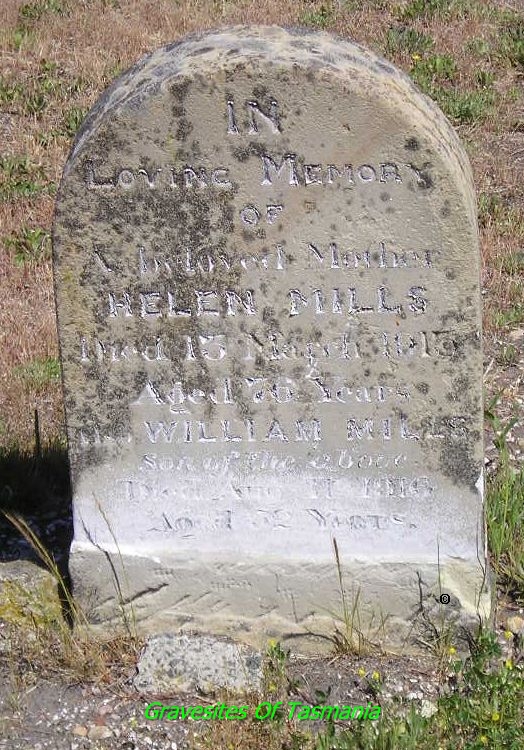 IN
LOVING MEMORY
OF
A beloved Mother
HELEN MILLS
Died 13 March 1915
Aged 76 Years
WILLIAM MILLS
son of the above
Died Aug 11 1916
Aged 52 Years.
Gravesites Of Tasmania